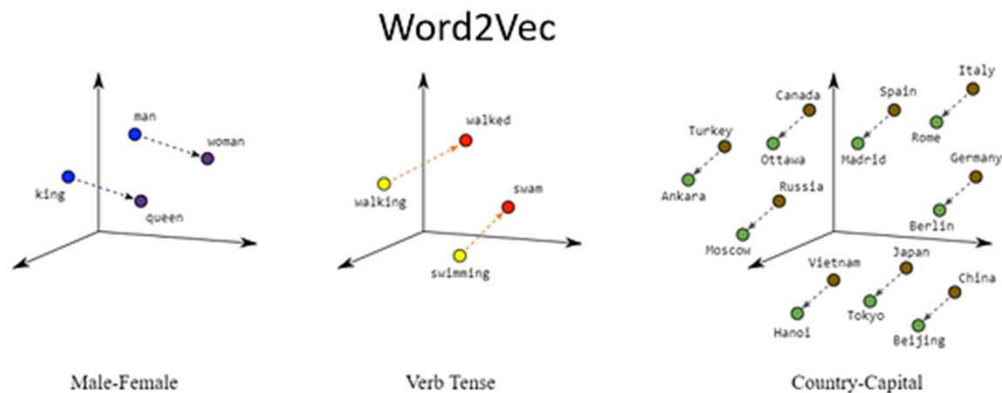 Word2Vec
man
woman
king
queen
Male-Female
walked
walking
swam
swimming
Verb Tense
Italy
Canada
Spain
Rome
Turkey
Ottawa
Madrid
Germany
Ankara
Russia
Berlin
Moscow
Vietnam
Japan
China
Hanoi
Tokyo
Beijing
Country-Capital